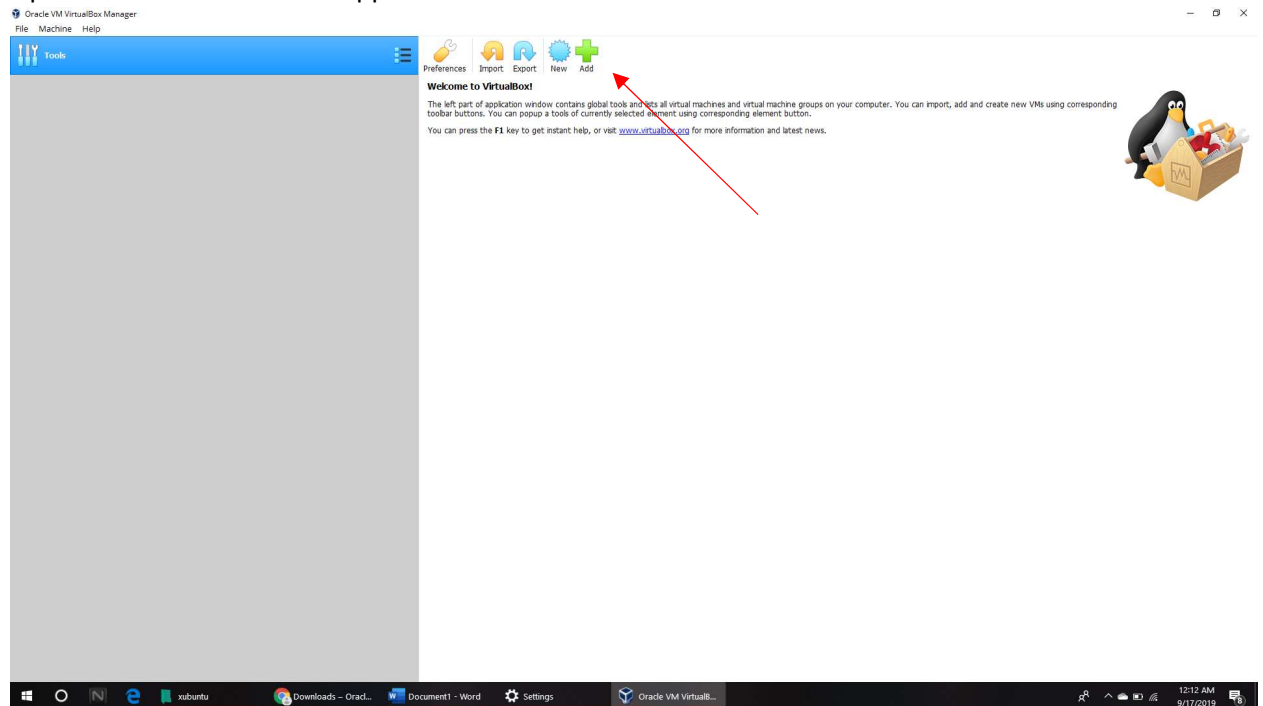 Oracle VM VirtualBox Manager
File Machine Help
Tools
Preferences Import Export New Add
Welcome to VirtualBox!
The left part of application window contains global tools and lists all virtual machines and virtual machine groups on your computer. You can import, add and create new VMs using corresponding
toolbar buttons. You can popup a tools of currently selected element using corresponding element button.
You can press the F1 key to get instant help, or visit www.virtualbox.org for more information and latest news.
VM
xubuntu Downloads – Oracl... Document1 - Word Settings Oracle VM VirtualB... 12:12 AM
9/17/2019
8